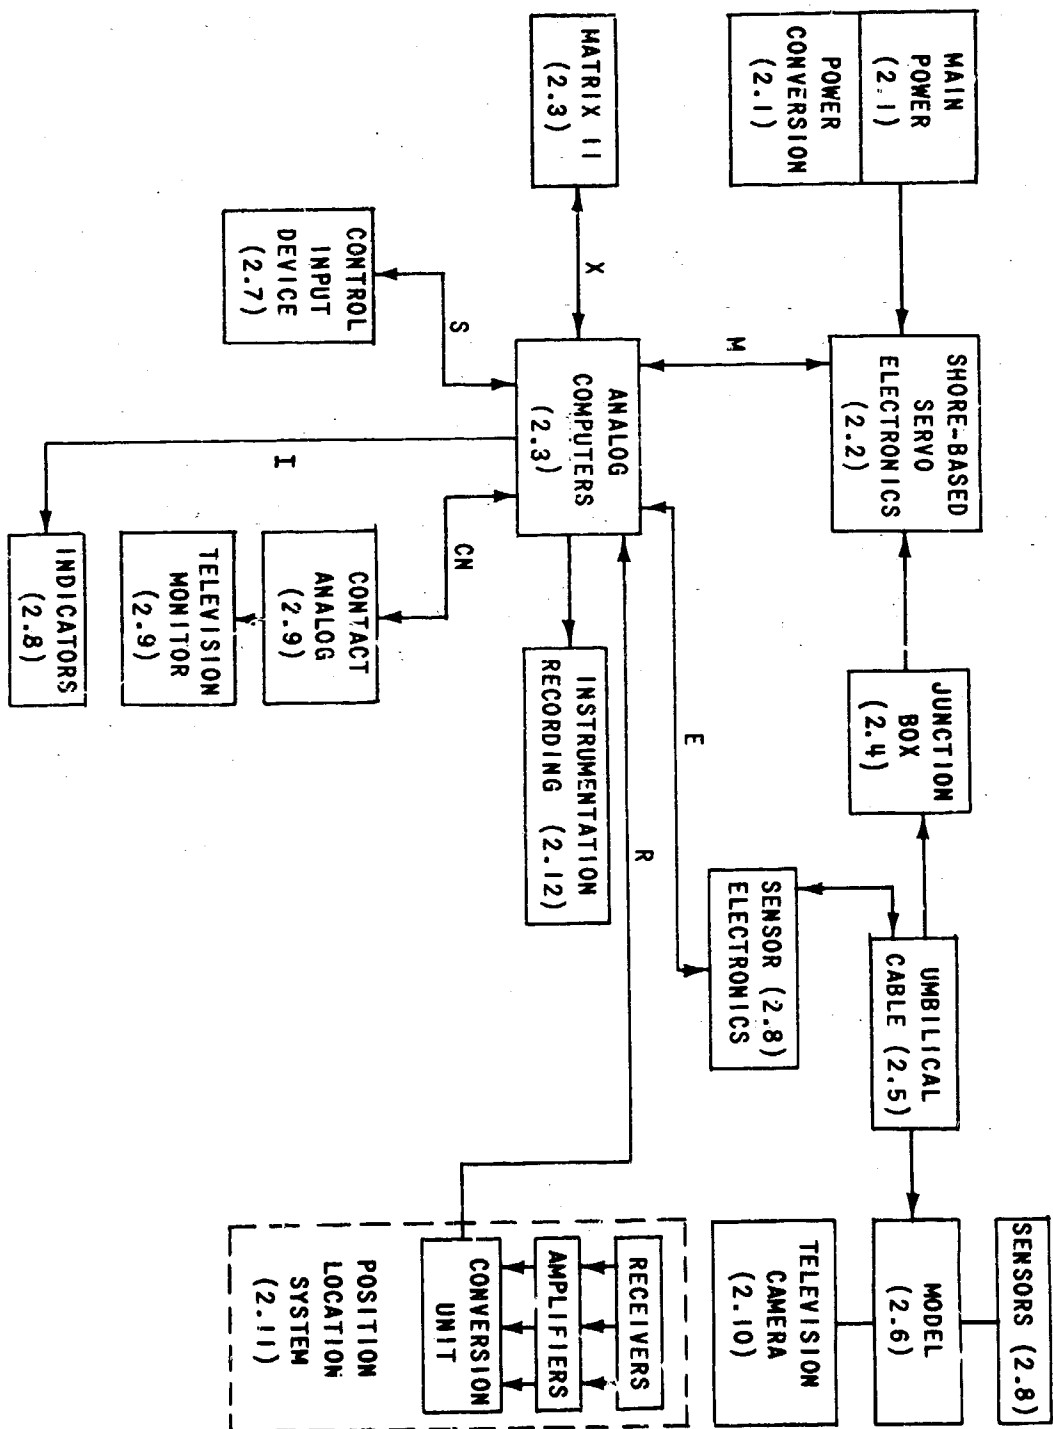 MAIN
POWER
(2.1)
POWER
CONVERSION
(2.1)
SHORE-BASED
SERVO
ELECTRONICS
(2.2)
JUNCTION
BOX
(2.4)
UMBILICAL
CABLE (2.5)
SENSORS (2.8)
MODEL
(2.6)
TELEVISION
CAMERA
(2.10)
SENSOR (2.8)
ELECTRONICS
M
E
MATRIX II
(2.3)
X
ANALOG
COMPUTERS
(2.3)
INSTRUMENTATION
RECORDING (2.12)
R
RECEIVERS
AMPLIFIERS
CONVERSION
UNIT
POSITION
LOCATION
SYSTEM
(2.11)
S
CONTROL
INPUT
DEVICE
(2.7)
CN
CONTACT
ANALOG
(2.9)
TELEVISION
MONITOR
(2.9)
I
INDICATORS
(2.8)